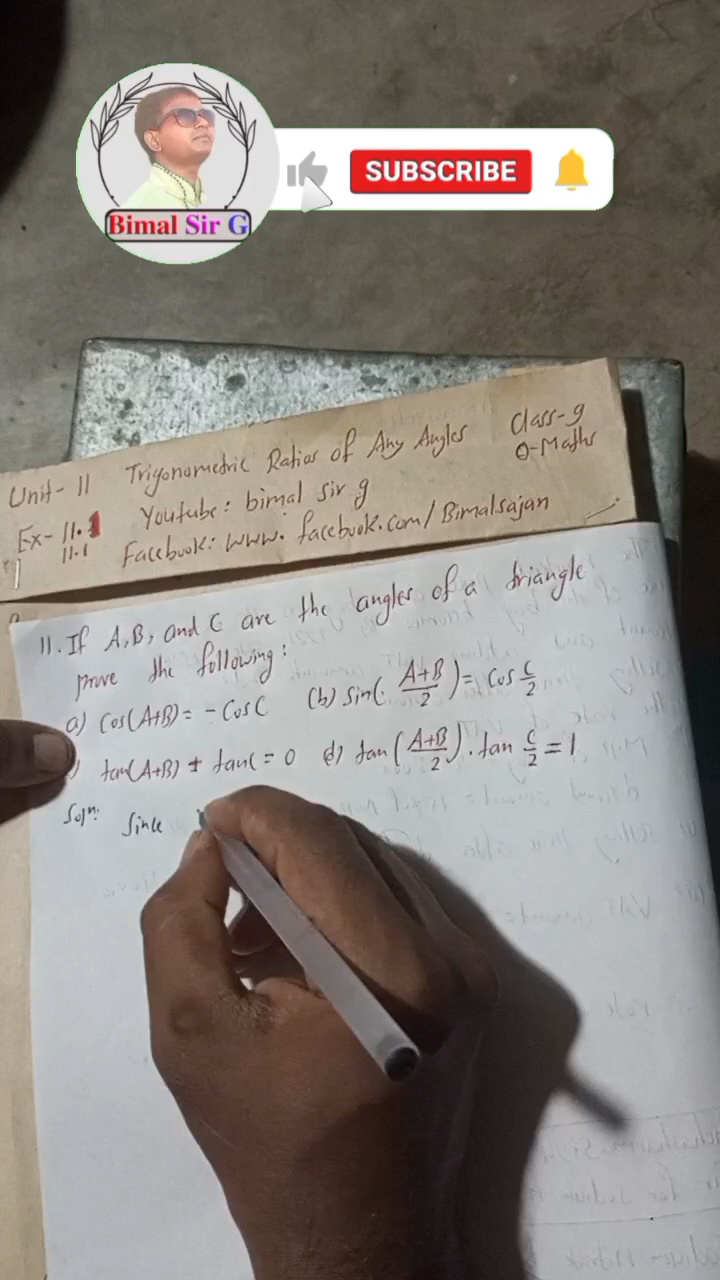 Bimal Sir G
SUBSCRIBE
Unit- 11 Trigonometric Ratios of Any Angles Class-9
Ex- 11.1 Youtube: bimal sir g O-Maths
11.1 Facebook: www. facebook.com/Bimalsajan
11. If A, B, and C are the angles of a triangle
prove the following:
a) Cos(A+B) = - Cos C (b) sin(A+B/2) = Cos C/2
) tan(A+B) + tanC = 0 d) tan(A+B/2) . tan C/2 = 1
Soln: Since